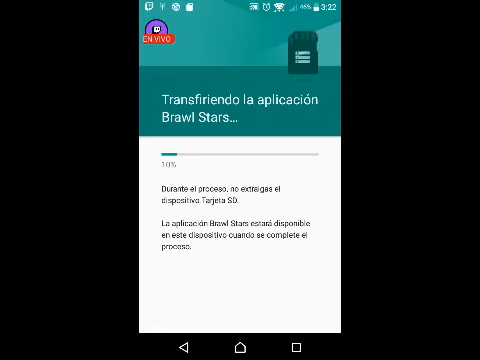 46% 3:22
EN VIVO
Transfiriendo la aplicación
Brawl Stars...
10%
Durante el proceso, no extraigas el
dispositivo Tarjeta SD.
La aplicación Brawl Stars estará disponible
en este dispositivo cuando se complete el
proceso.